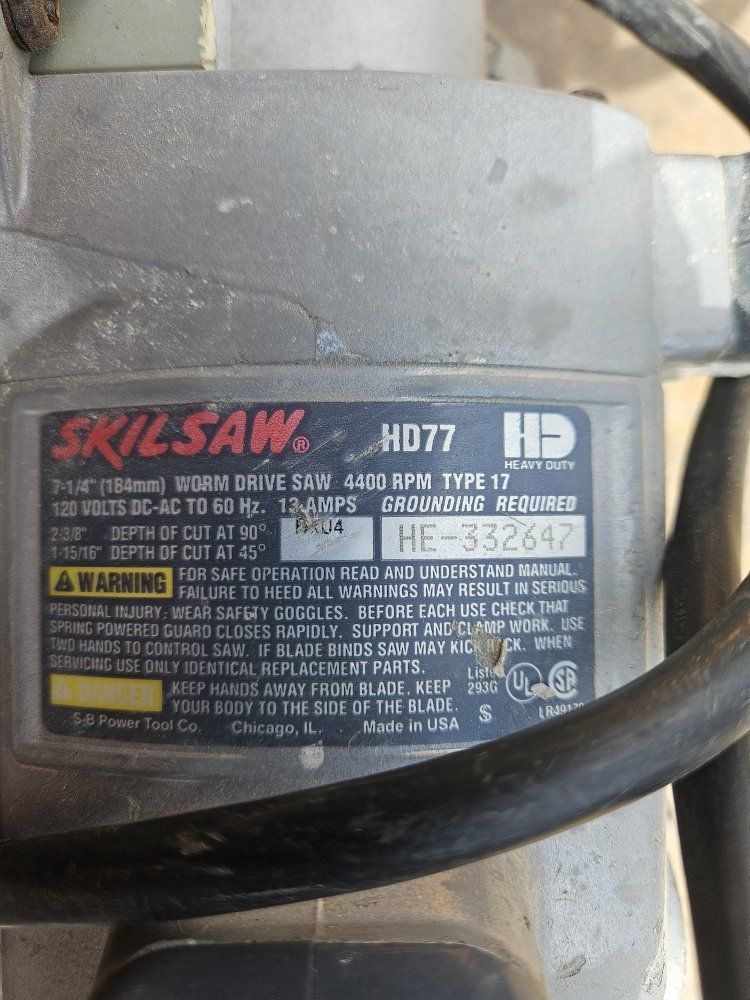 SKILSAW® HD77 HD
HEAVY DUTY
7-1/4" (184mm) WORM DRIVE SAW 4400 RPM TYPE 17
120 VOLTS DC-AC TO 60 Hz. 13 AMPS GROUNDING REQUIRED
2-3/8" DEPTH OF CUT AT 90°
1-15/16" DEPTH OF CUT AT 45°
HE-332647
WARNING
FOR SAFE OPERATION READ AND UNDERSTAND MANUAL.
FAILURE TO HEED ALL WARNINGS MAY RESULT IN SERIOUS
PERSONAL INJURY. WEAR SAFETY GOGGLES. BEFORE EACH USE CHECK THAT
SPRING POWERED GUARD CLOSES RAPIDLY. SUPPORT AND CLAMP WORK. USE
TWO HANDS TO CONTROL SAW. IF BLADE BINDS SAW MAY KICK BACK. WHEN
SERVICING USE ONLY IDENTICAL REPLACEMENT PARTS.
DANGER
KEEP HANDS AWAY FROM BLADE. KEEP
YOUR BODY TO THE SIDE OF THE BLADE.
Listed
293G
UL ® SA
S-B Power Tool Co. Chicago, IL. Made in USA S